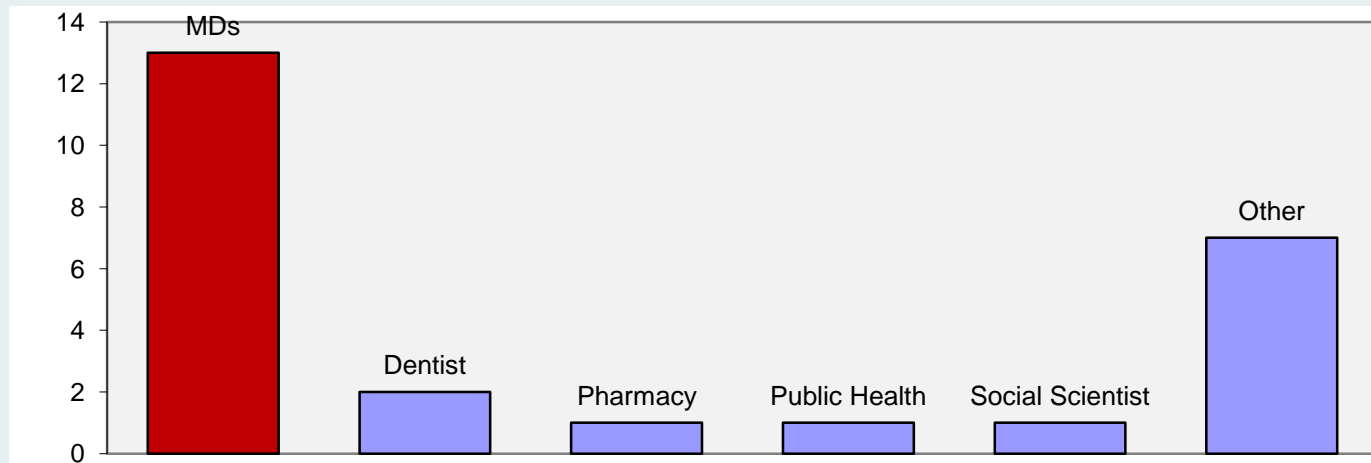 14
MDs
12
10
8
Other
6
4
Dentist
2
Pharmacy
Public Health
Social Scientist
0